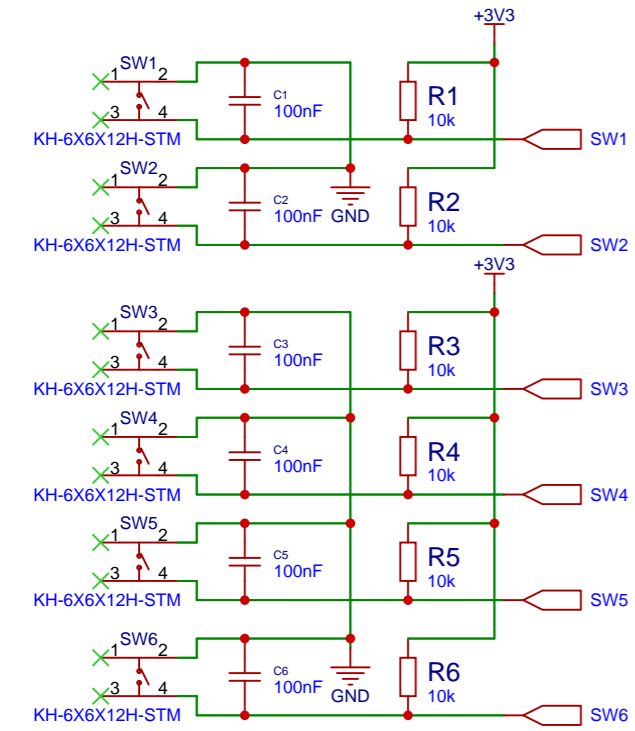 +3V3
SW1
1 2
C1
100nF
R1
10k
3 4
KH-6X6X12H-STM
SW1
SW2
1 2
C2
100nF
GND
R2
10k
3 4
KH-6X6X12H-STM
SW2
+3V3
SW3
1 2
C3
100nF
R3
10k
3 4
KH-6X6X12H-STM
SW3
SW4
1 2
C4
100nF
R4
10k
3 4
KH-6X6X12H-STM
SW4
SW5
1 2
C5
100nF
R5
10k
3 4
KH-6X6X12H-STM
SW5
SW6
1 2
C6
100nF
GND
R6
10k
3 4
KH-6X6X12H-STM
SW6